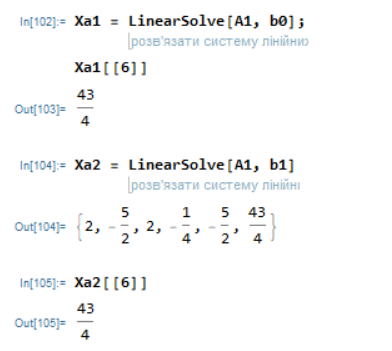 In[102]:= Xa1 = LinearSolve[A1, b0];
розв'язати систему лінійню
Xa1[[6]]
Out[103]= 43/4
In[104]:= Xa2 = LinearSolve[A1, b1]
розв'язати систему лінійні
Out[104]= {2, -5/2, 2, -1/4, -5/2, 43/4}
In[105]:= Xa2[[6]]
Out[105]= 43/4